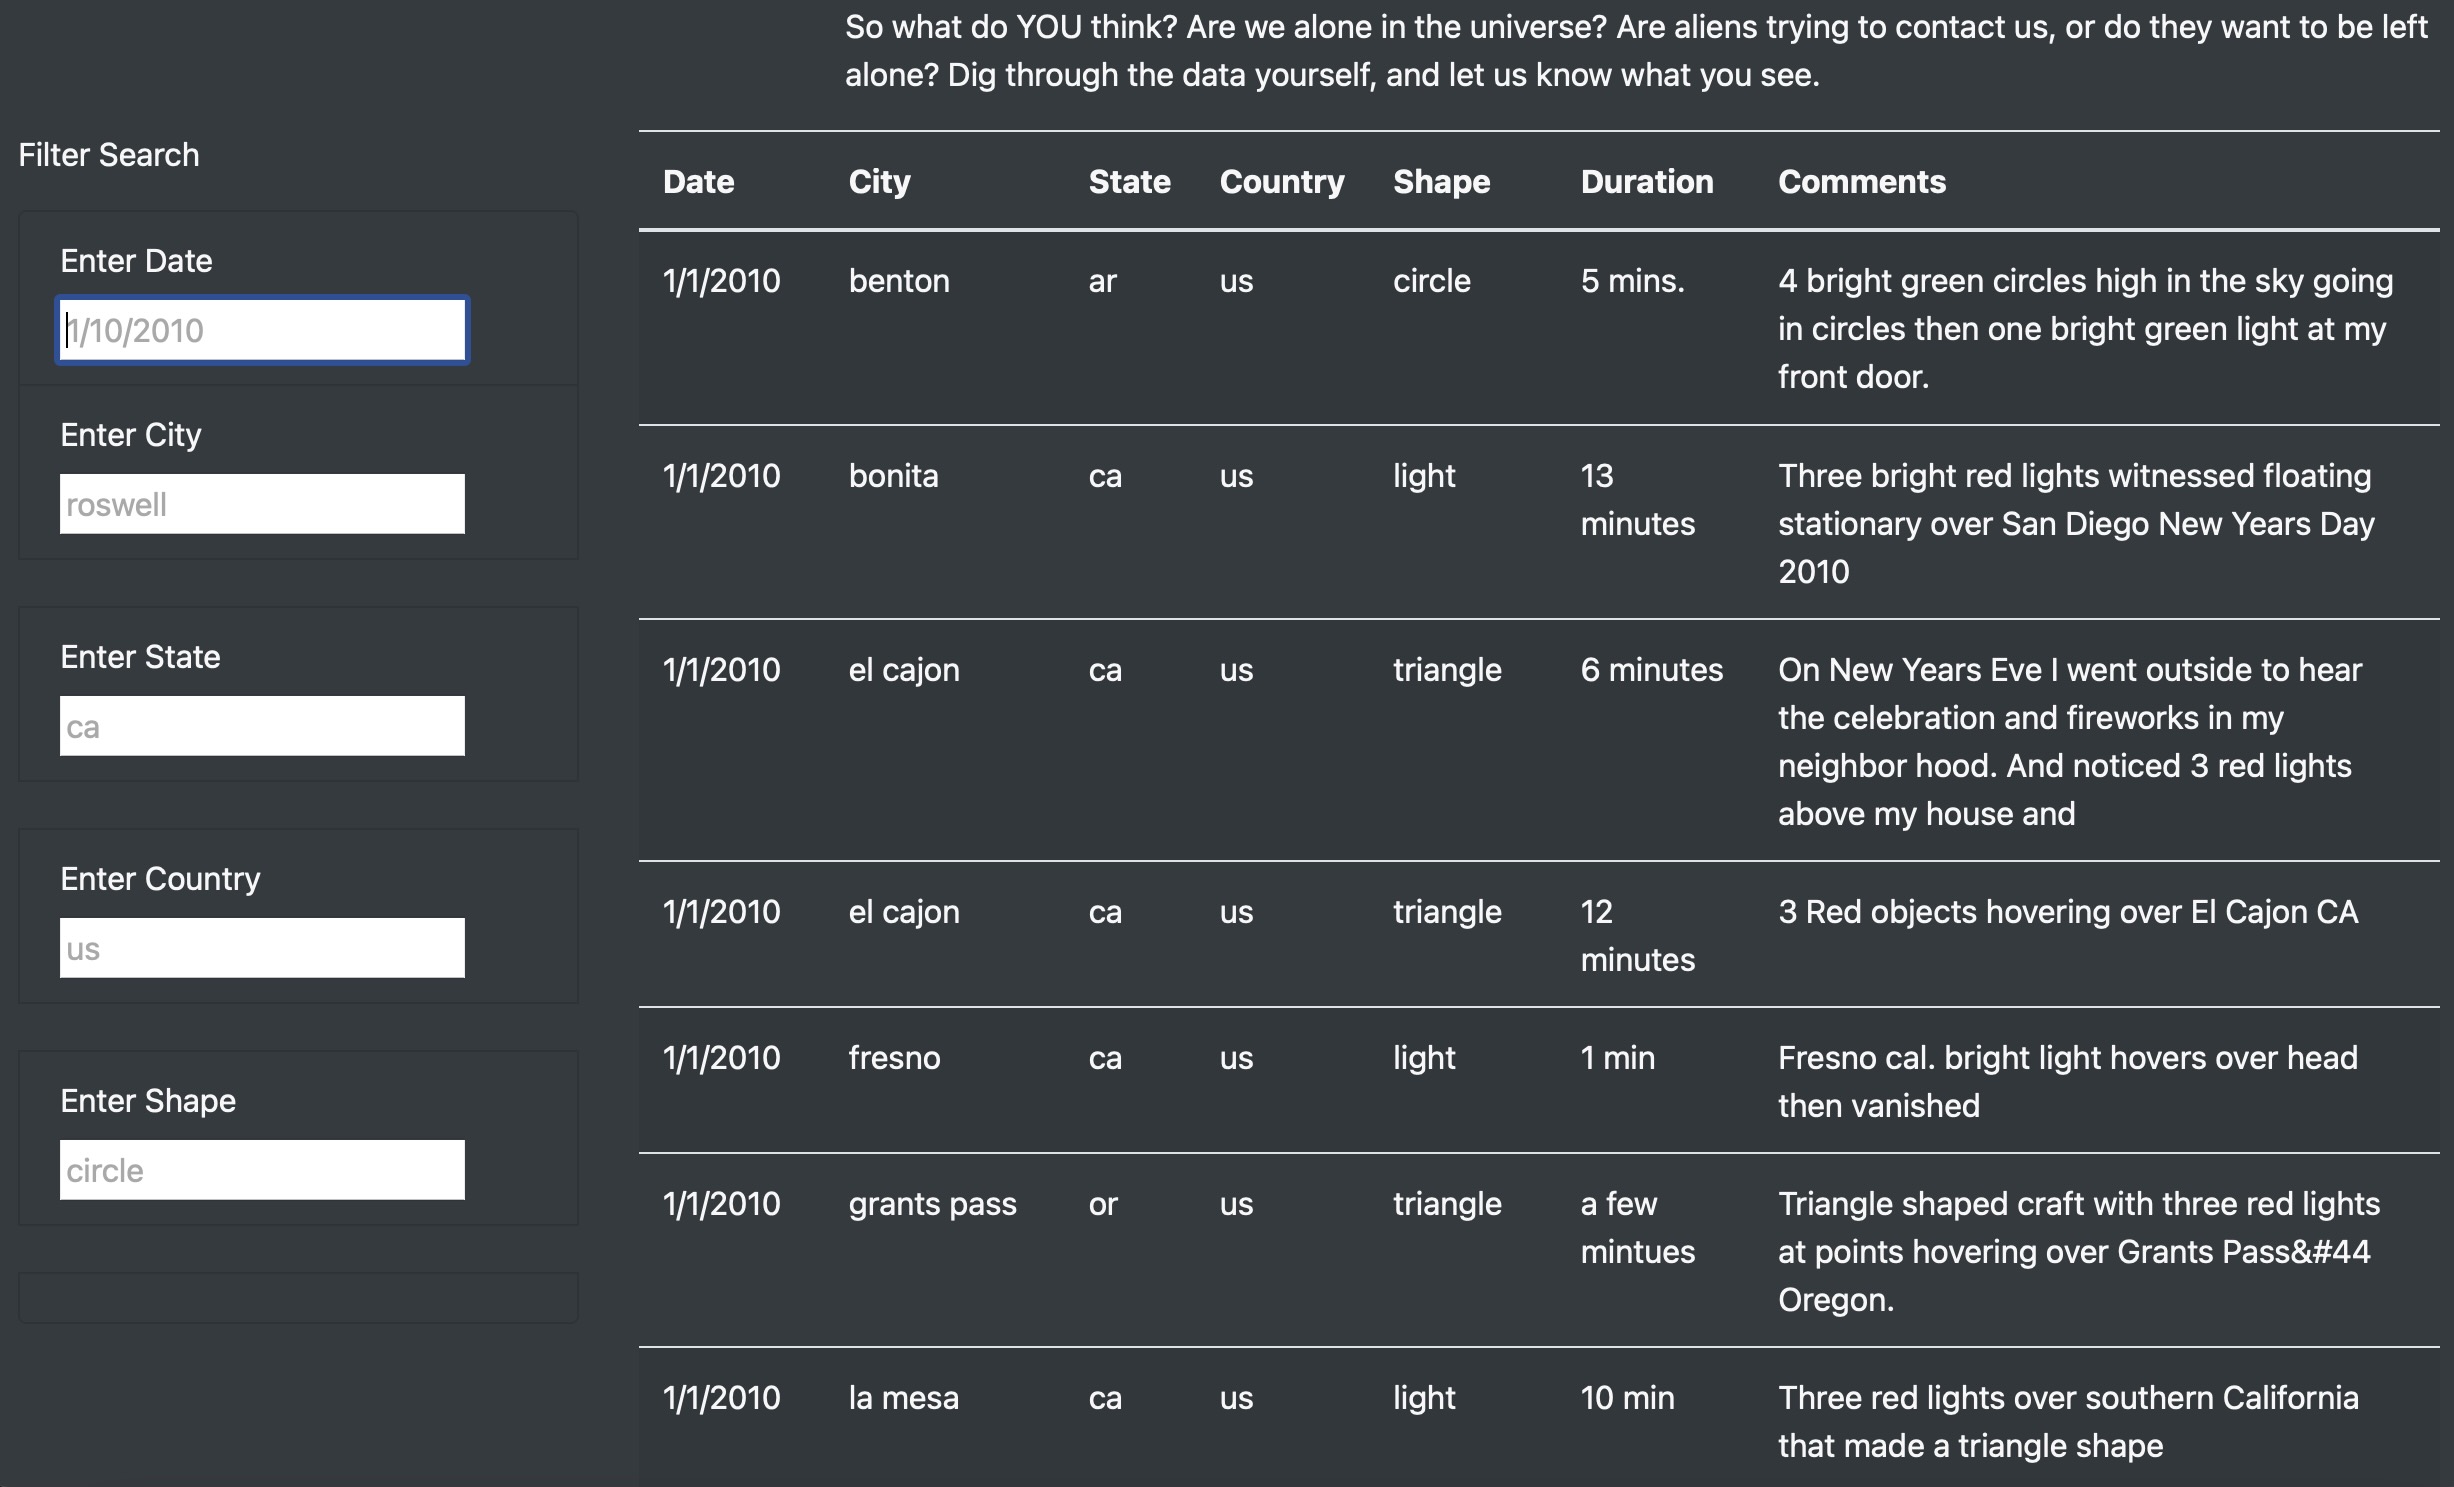 So what do YOU think? Are we alone in the universe? Are aliens trying to contact us, or do they want to be left
alone? Dig through the data yourself, and let us know what you see.
Filter Search
Enter Date
1/10/2010
Enter City
roswell
Enter State
ca
Enter Country
us
Enter Shape
circle
Date City State Country Shape Duration Comments
1/1/2010 benton ar us circle 5 mins. 4 bright green circles high in the sky going
in circles then one bright green light at my
front door.
1/1/2010 bonita ca us light 13 Three bright red lights witnessed floating
minutes stationary over San Diego New Years Day
2010
1/1/2010 el cajon ca us triangle 6 minutes On New Years Eve I went outside to hear
the celebration and fireworks in my
neighbor hood. And noticed 3 red lights
above my house and
1/1/2010 el cajon ca us triangle 12 3 Red objects hovering over El Cajon CA
minutes
1/1/2010 fresno ca us light 1 min Fresno cal. bright light hovers over head
then vanished
1/1/2010 grants pass or us triangle a few Triangle shaped craft with three red lights
mintues at points hovering over Grants Pass&#44
Oregon.
1/1/2010 la mesa ca us light 10 min Three red lights over southern California
that made a triangle shape